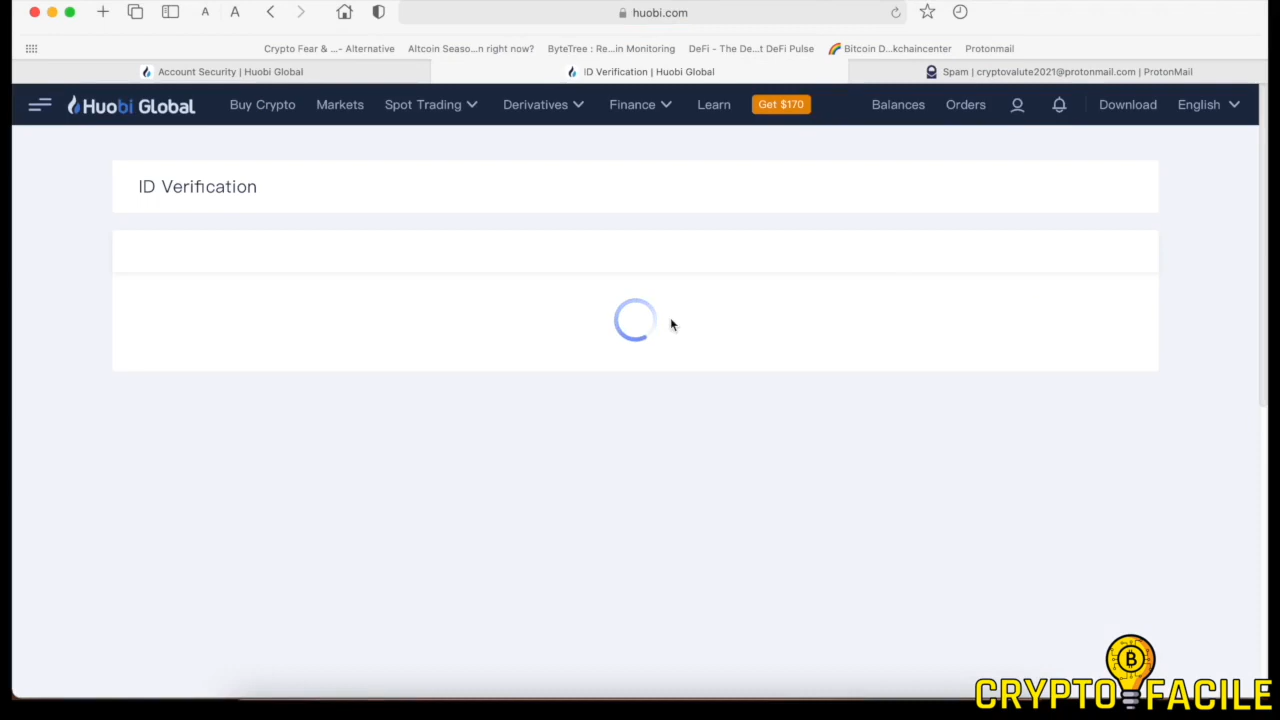 A A huobi.com
Crypto Fear & ...- Alternative Altcoin Seaso...n right now? ByteTree : Re...in Monitoring DeFi - The De...t DeFi Pulse Bitcoin D...kchaincenter Protonmail
Account Security | Huobi Global ID Verification | Huobi Global Spam | cryptovalute2021@protonmail.com | ProtonMail
Huobi Global Buy Crypto Markets Spot Trading Derivatives Finance Learn Get $170 Balances Orders Download English
ID Verification
CRYPTO FACILE